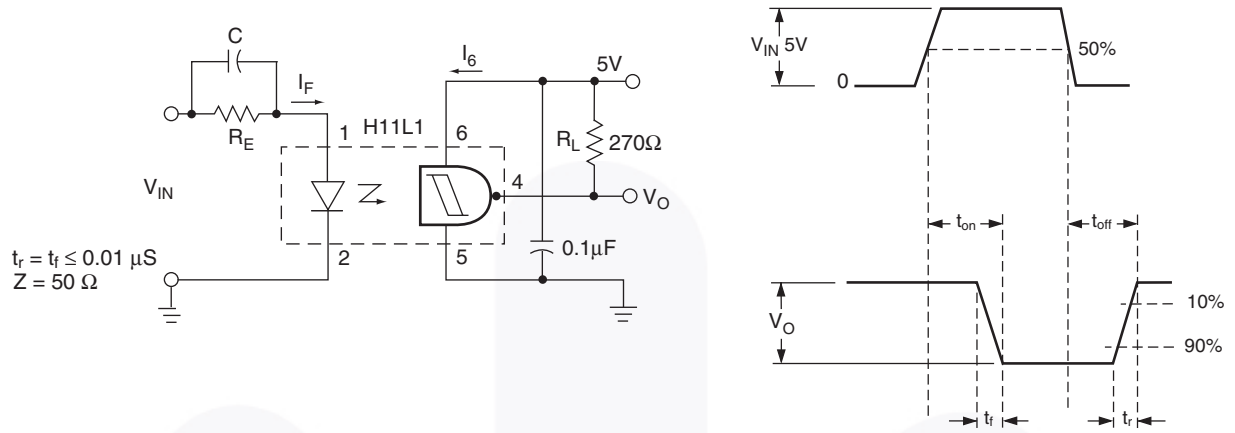 C
I_F
R_E
V_IN
t_r = t_f ≤ 0.01 μS
Z = 50 Ω
1
H11L1
2
I_6
6
5V
R_L
270Ω
4
V_O
5
0.1μF
V_IN 5V
0
50%
t_on
t_off
V_O
10%
90%
t_f
t_r